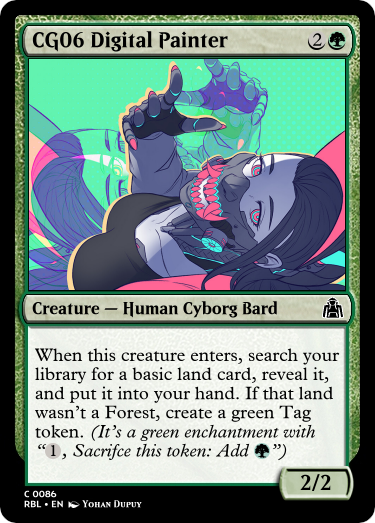 CG06 Digital Painter 2
Creature — Human Cyborg Bard
When this creature enters, search your
library for a basic land card, reveal it,
and put it into your hand. If that land
wasn't a Forest, create a green Tag
token. (It's a green enchantment with
“1, Sacrifce this token: Add ”)
2/2
C 0086
RBL • EN Yohan Dupuy